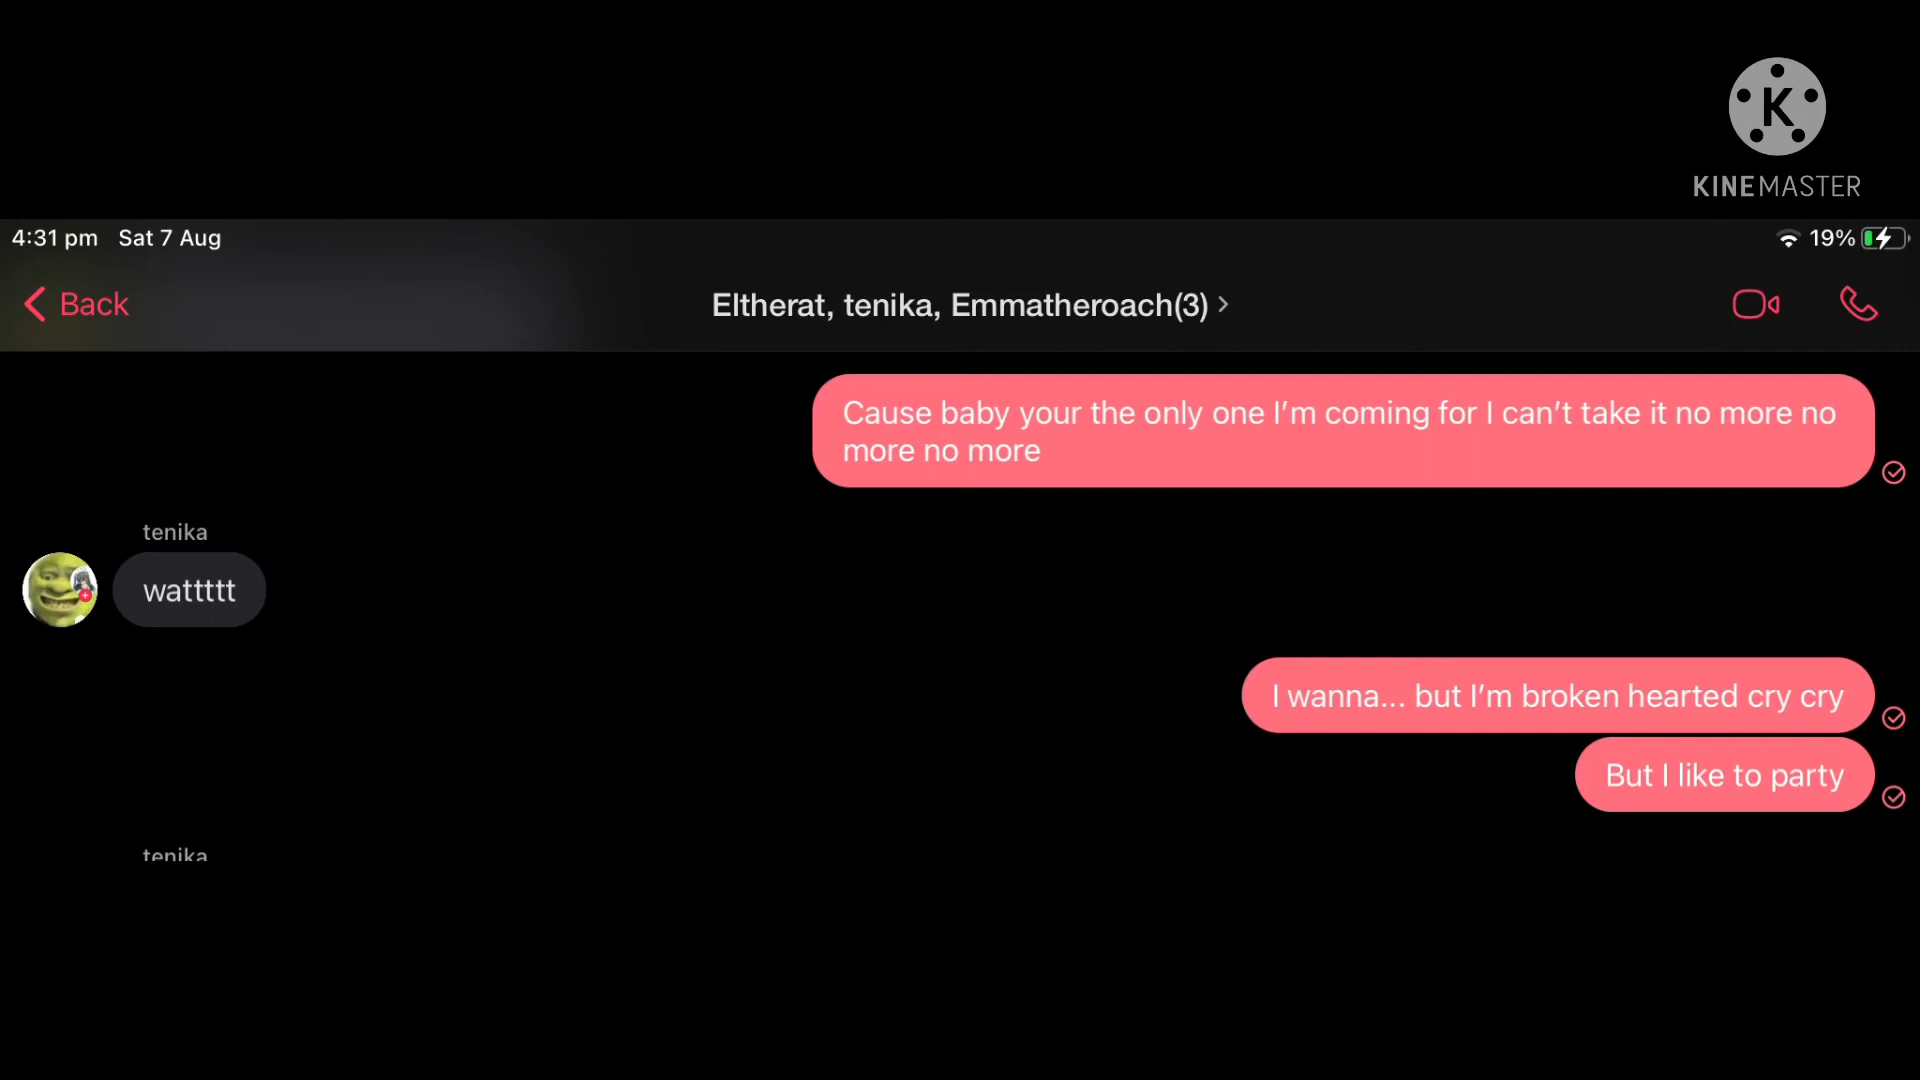 K
KINEMASTER
4:31 pm Sat 7 Aug
19%
Back
Eltherat, tenika, Emmatheroach(3)
Cause baby your the only one I'm coming for I can't take it no more no
more no more
tenika
wattttt
I wanna... but I'm broken hearted cry cry
But I like to party
tenika